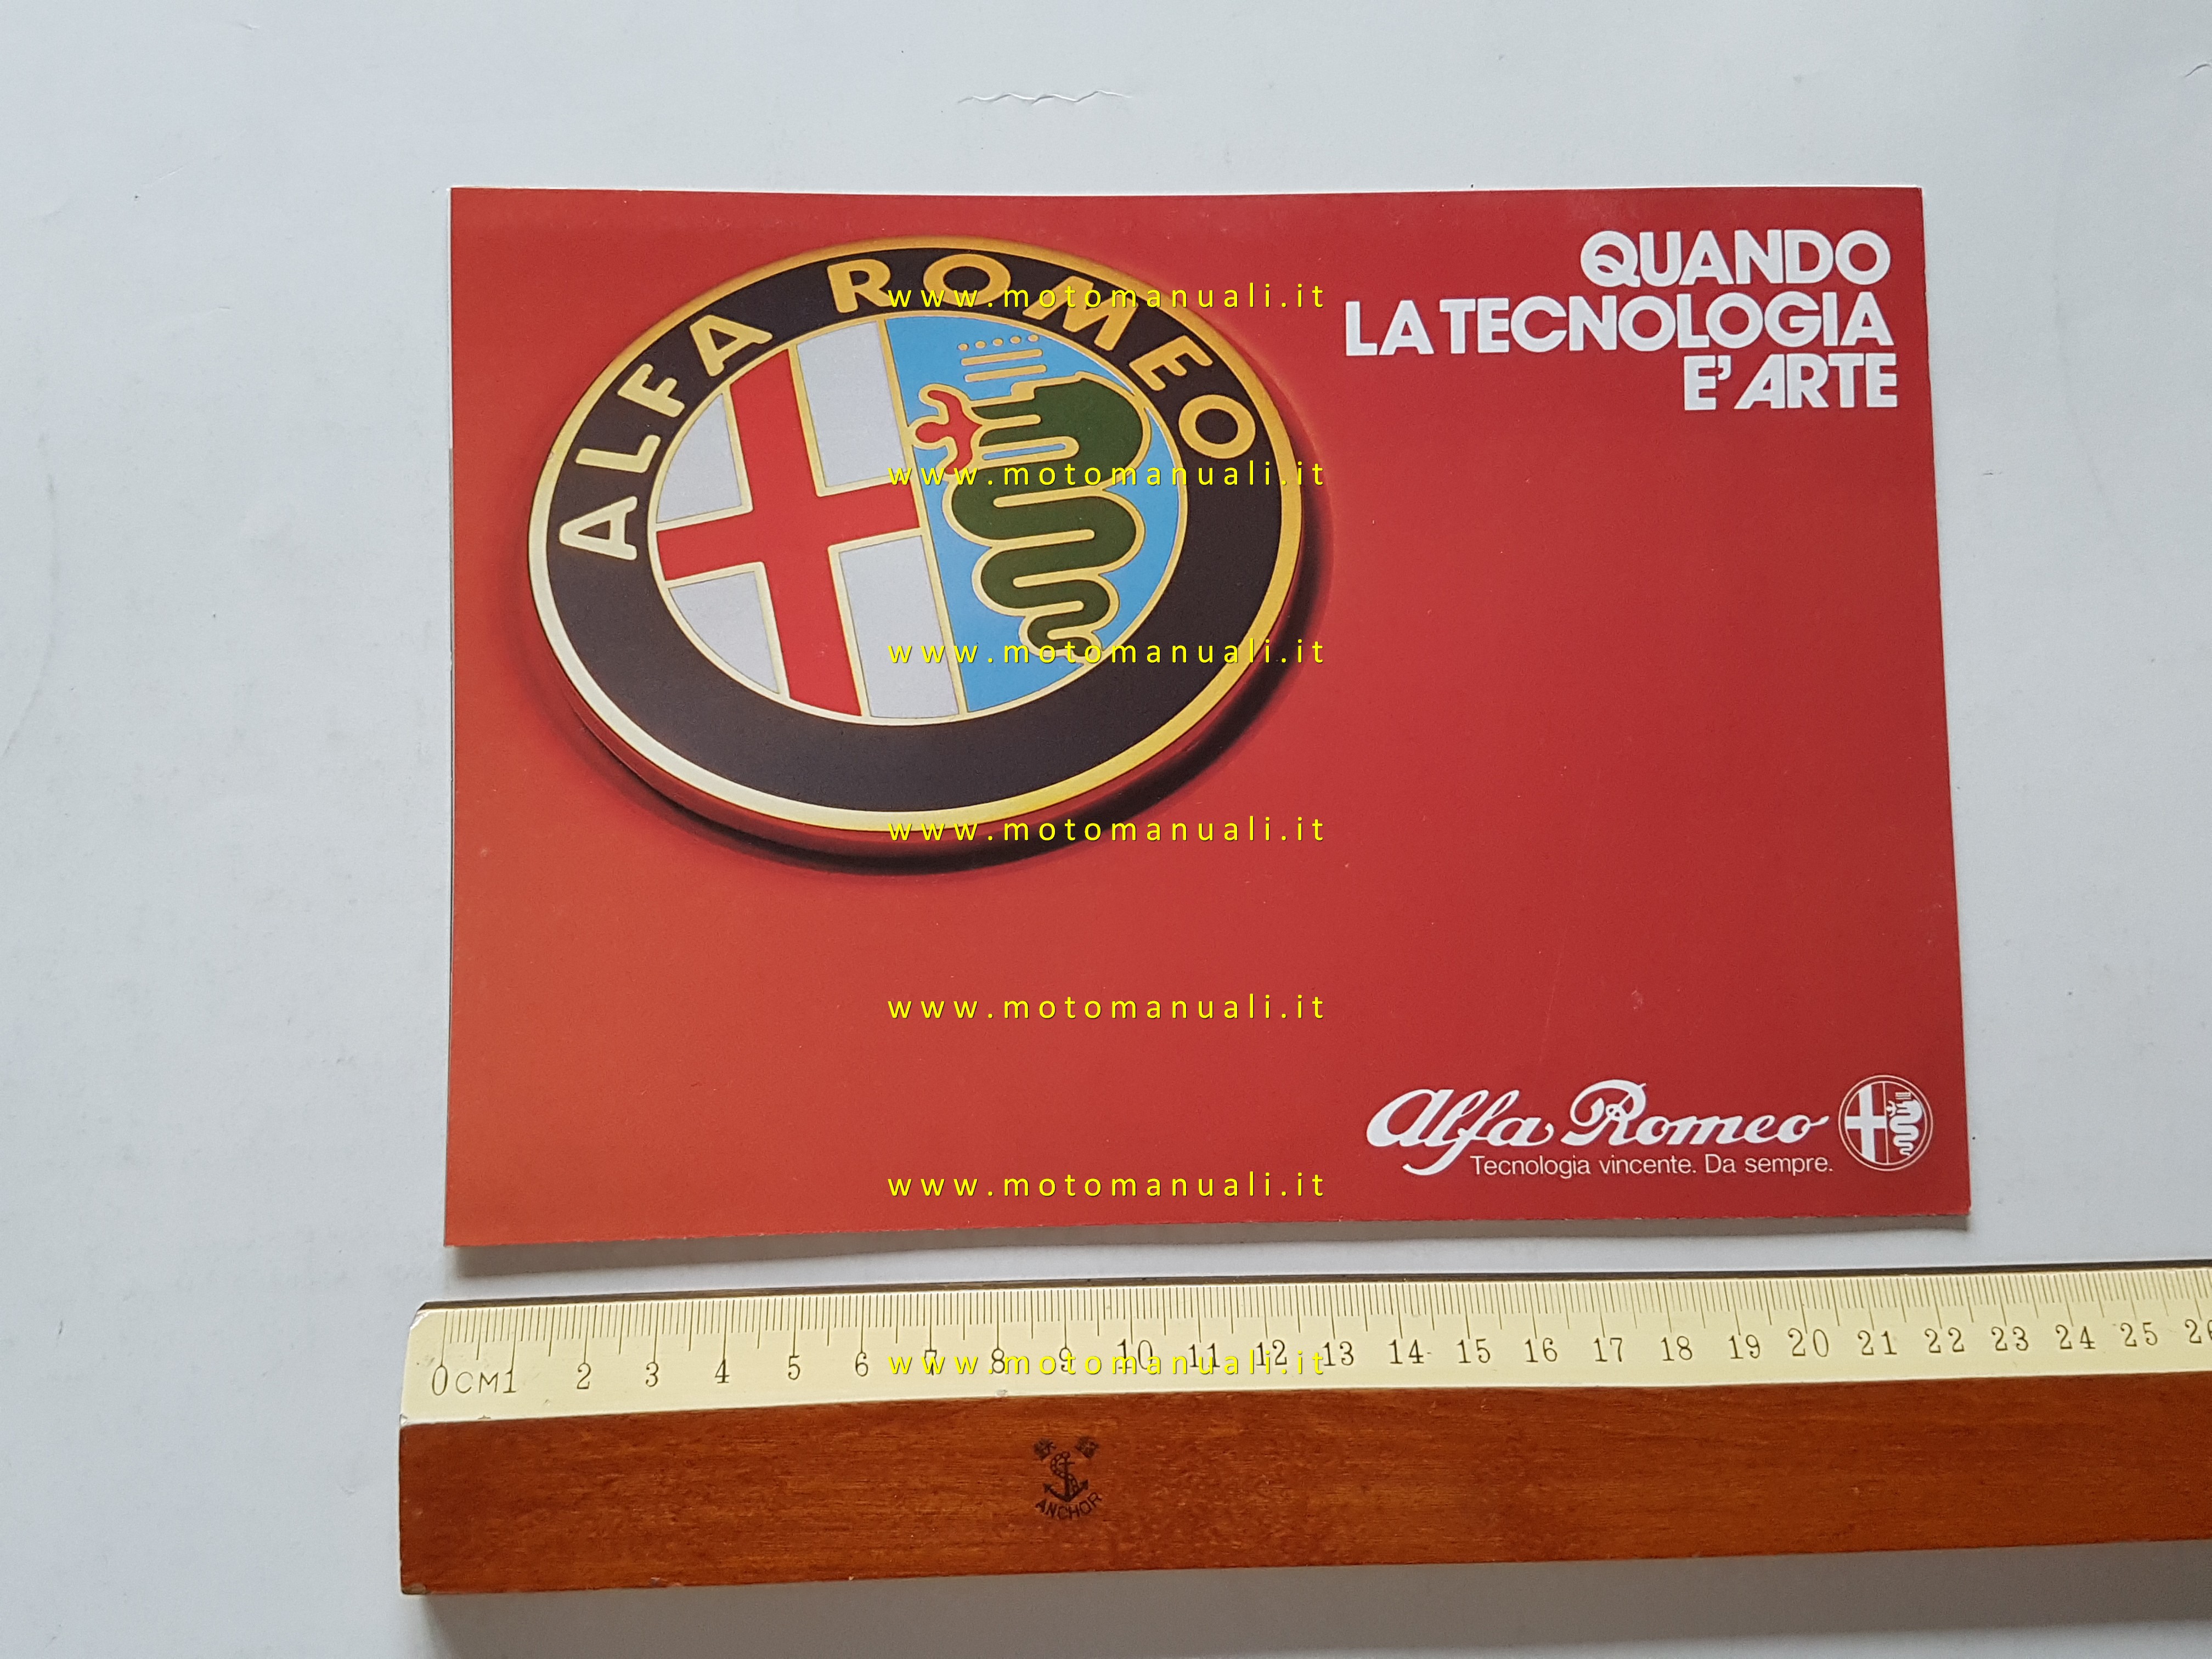 QUANDO
LA TECNOLOGIA
E' ARTE
ALFA ROMEO
www.motomanuali.it
www.motomanuali.it
www.motomanuali.it
www.motomanuali.it
www.motomanuali.it
www.motomanuali.it
Alfa Romeo
Tecnologia vincente. Da sempre.
0 CM 1 2 3 4 5 6 7 8 9 10 11 12 13 14 15 16 17 18 19 20 21 22 23 24 25
www.motomanuali.it
ANCHOR